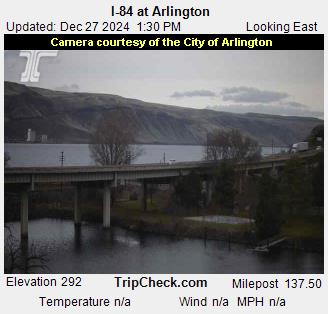 I-84 at Arlington
Updated: Dec 27 2024 1:30 PM Looking East
Camera courtesy of the City of Arlington
Elevation 292 TripCheck.com Milepost 137.50
Temperature n/a Wind n/a MPH n/a